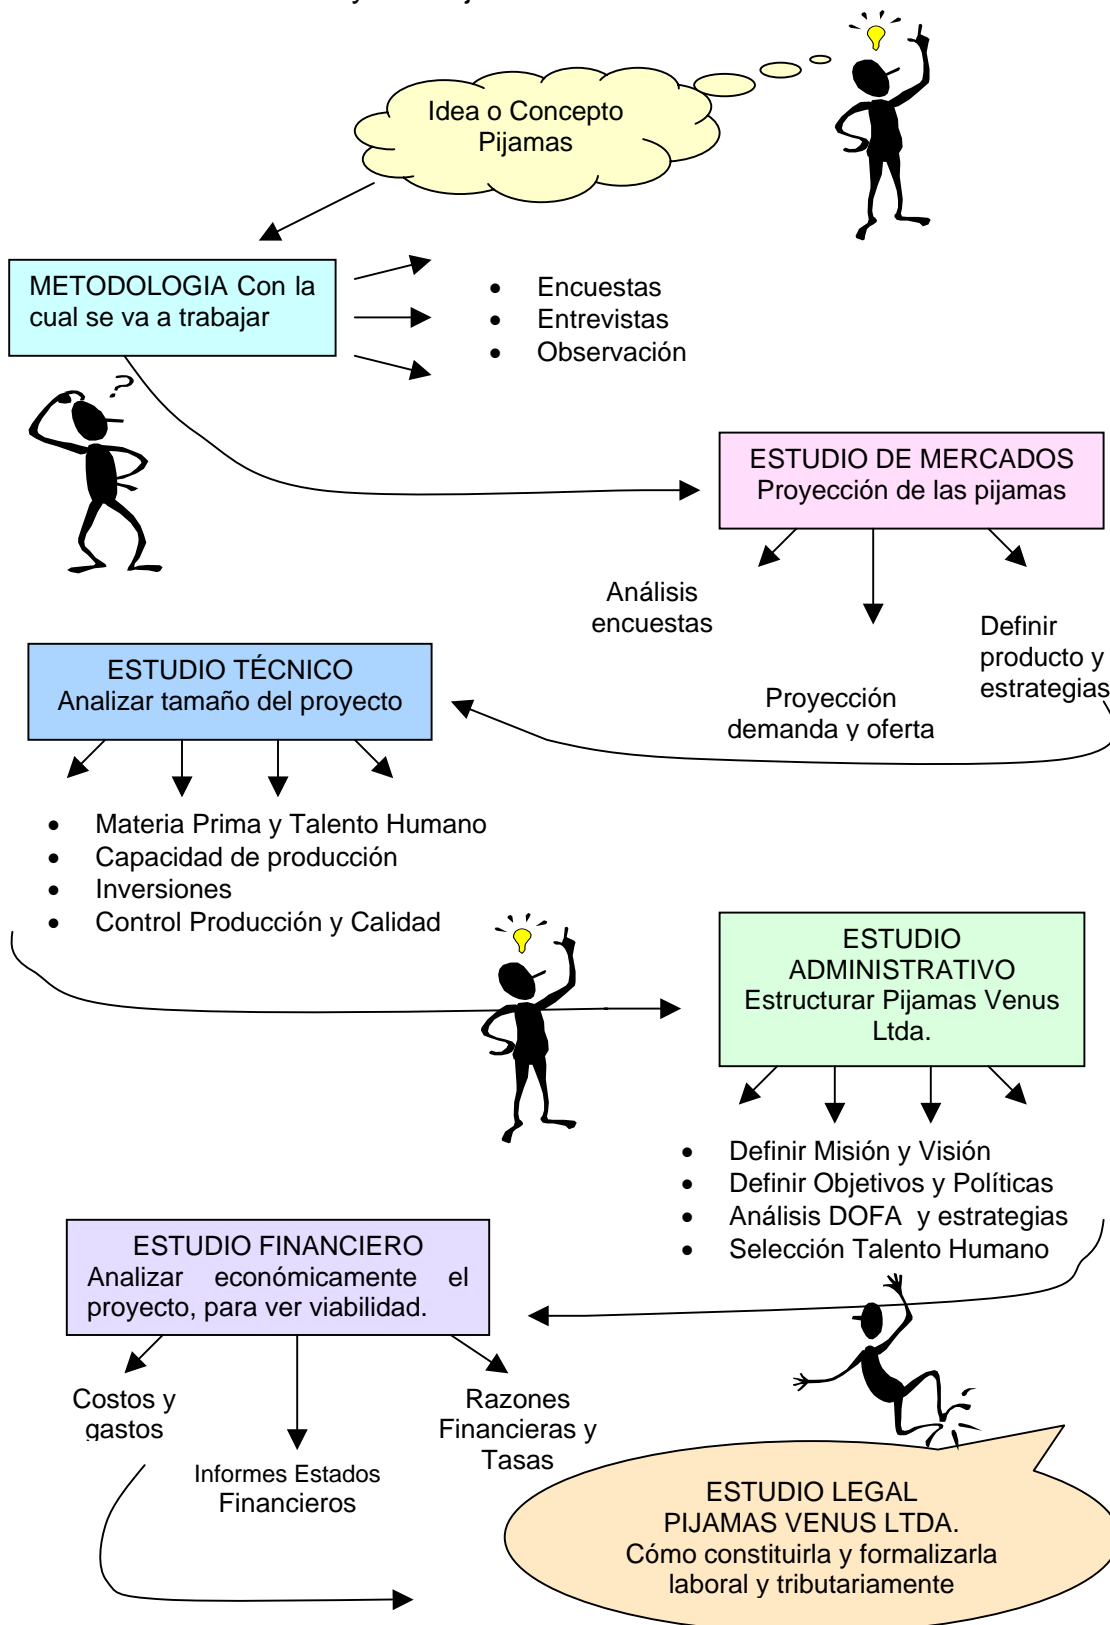 Idea o Concepto
Pijamas
METODOLOGIA Con la
cual se va a trabajar
• Encuestas
• Entrevistas
• Observación
?
ESTUDIO DE MERCADOS
Proyección de las pijamas
Análisis
encuestas
Proyección
demanda y oferta
Definir
producto y
estrategias
ESTUDIO TÉCNICO
Analizar tamaño del proyecto
• Materia Prima y Talento Humano
• Capacidad de producción
• Inversiones
• Control Producción y Calidad
ESTUDIO
ADMINISTRATIVO
Estructurar Pijamas Venus
Ltda.
• Definir Misión y Visión
• Definir Objetivos y Políticas
• Análisis DOFA y estrategias
• Selección Talento Humano
ESTUDIO FINANCIERO
Analizar económicamente el
proyecto, para ver viabilidad.
Costos y
gastos
Informes Estados
Financieros
Razones
Financieras y
Tasas
ESTUDIO LEGAL
PIJAMAS VENUS LTDA.
Cómo constituirla y formalizarla
laboral y tributariamente